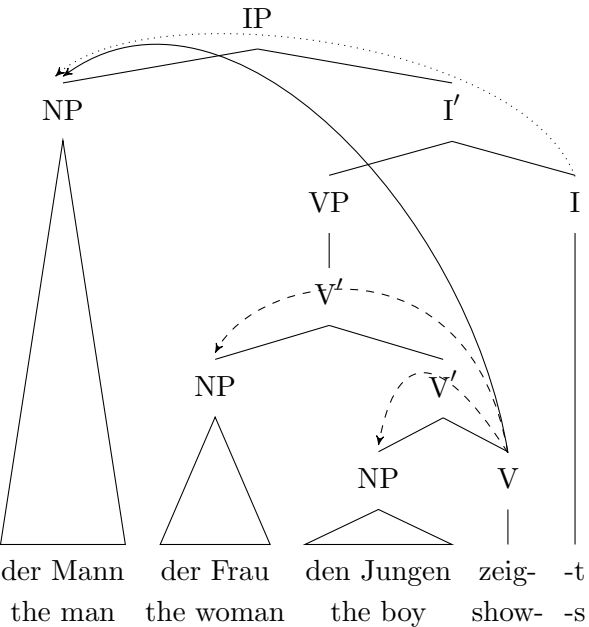 IP
NP I′
VP I
V′
NP V′
NP V
der Mann der Frau den Jungen zeig- -t
the man the woman the boy show- -s